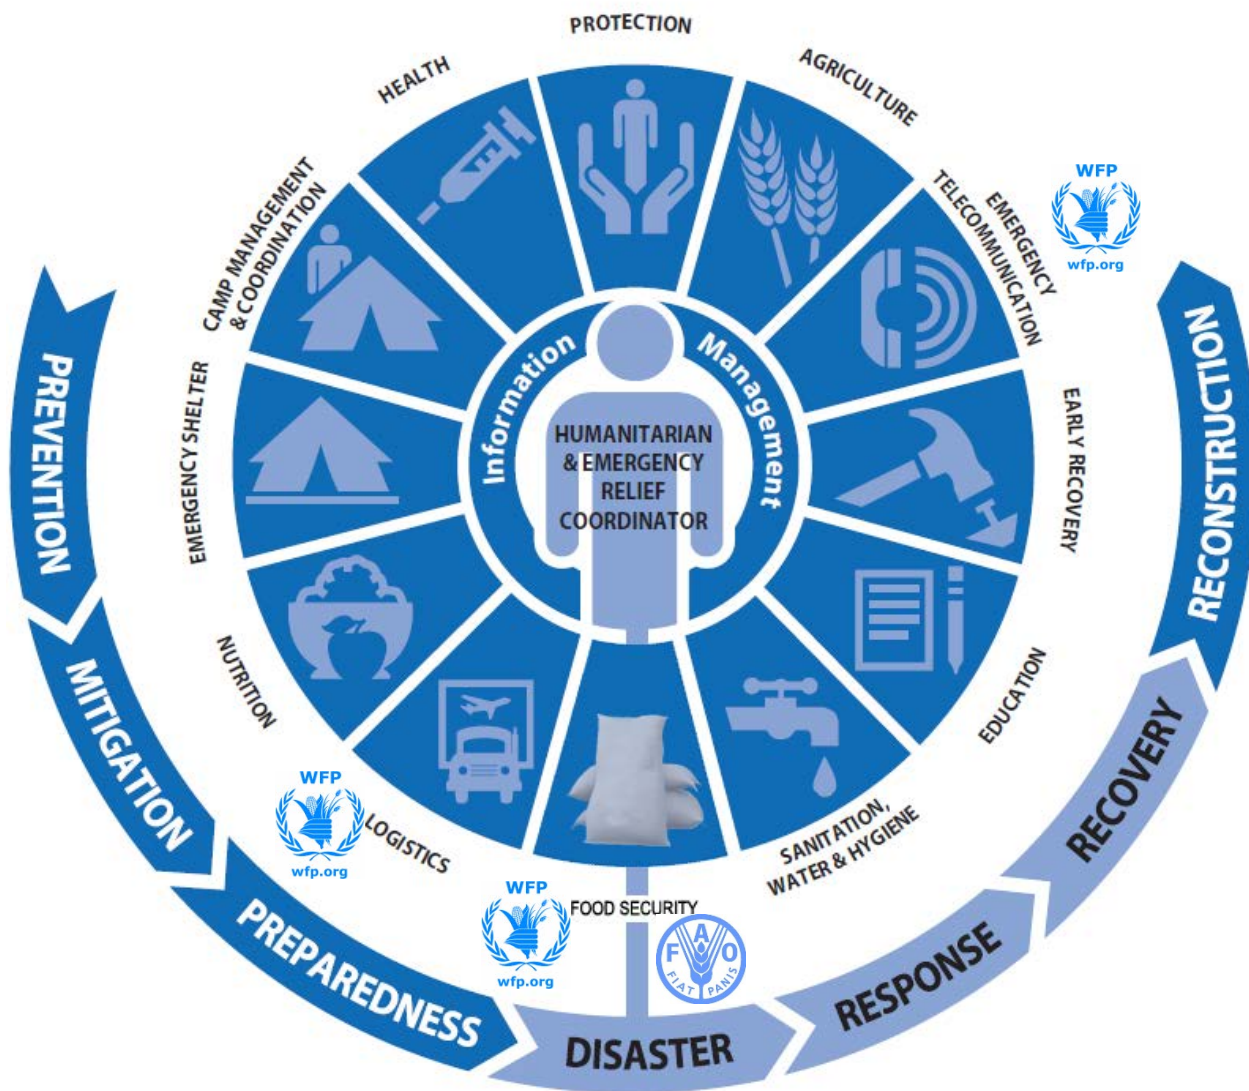 PROTECTION
HEALTH
AGRICULTURE
CAMP MANAGEMENT
& COORDINATION
EMERGENCY
TELECOMMUNICATION
WFP
wfp.org
EMERGENCY SHELTER
EARLY RECOVERY
Information
Management
HUMANITARIAN
& EMERGENCY
RELIEF
COORDINATOR
NUTRITION
EDUCATION
WFP
wfp.org
LOGISTICS
SANITATION,
WATER & HYGIENE
FOOD SECURITY
WFP
wfp.org
F A O
FIAT PANIS
PREVENTION
MITIGATION
PREPAREDNESS
DISASTER
RESPONSE
RECOVERY
RECONSTRUCTION